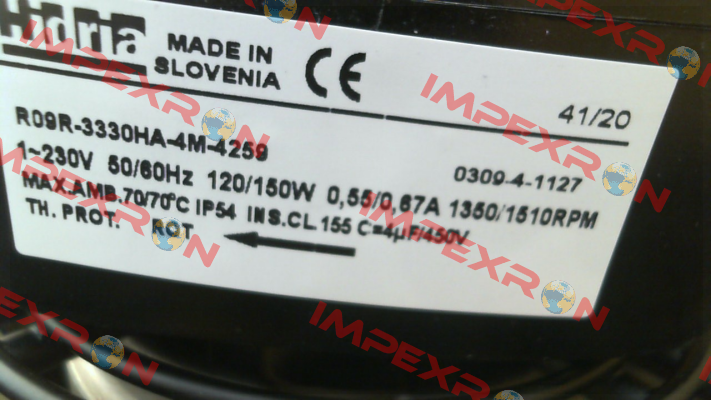 Hidria
MADE IN
SLOVENIA
CE
41/20
R09R-3330HA-4M-4259
0309-4-1127
1~230V 50/60Hz 120/150W 0,55/0,67A 1350/1510RPM
MAX.AMB.70/70°C IP54 INS.CL.155 C=4µF/450V
TH. PROT. ROT
IMPEXRON
IMPEXRON
IMPEXRON
IMPEXRON
IMPEXRON
IMPEXRON